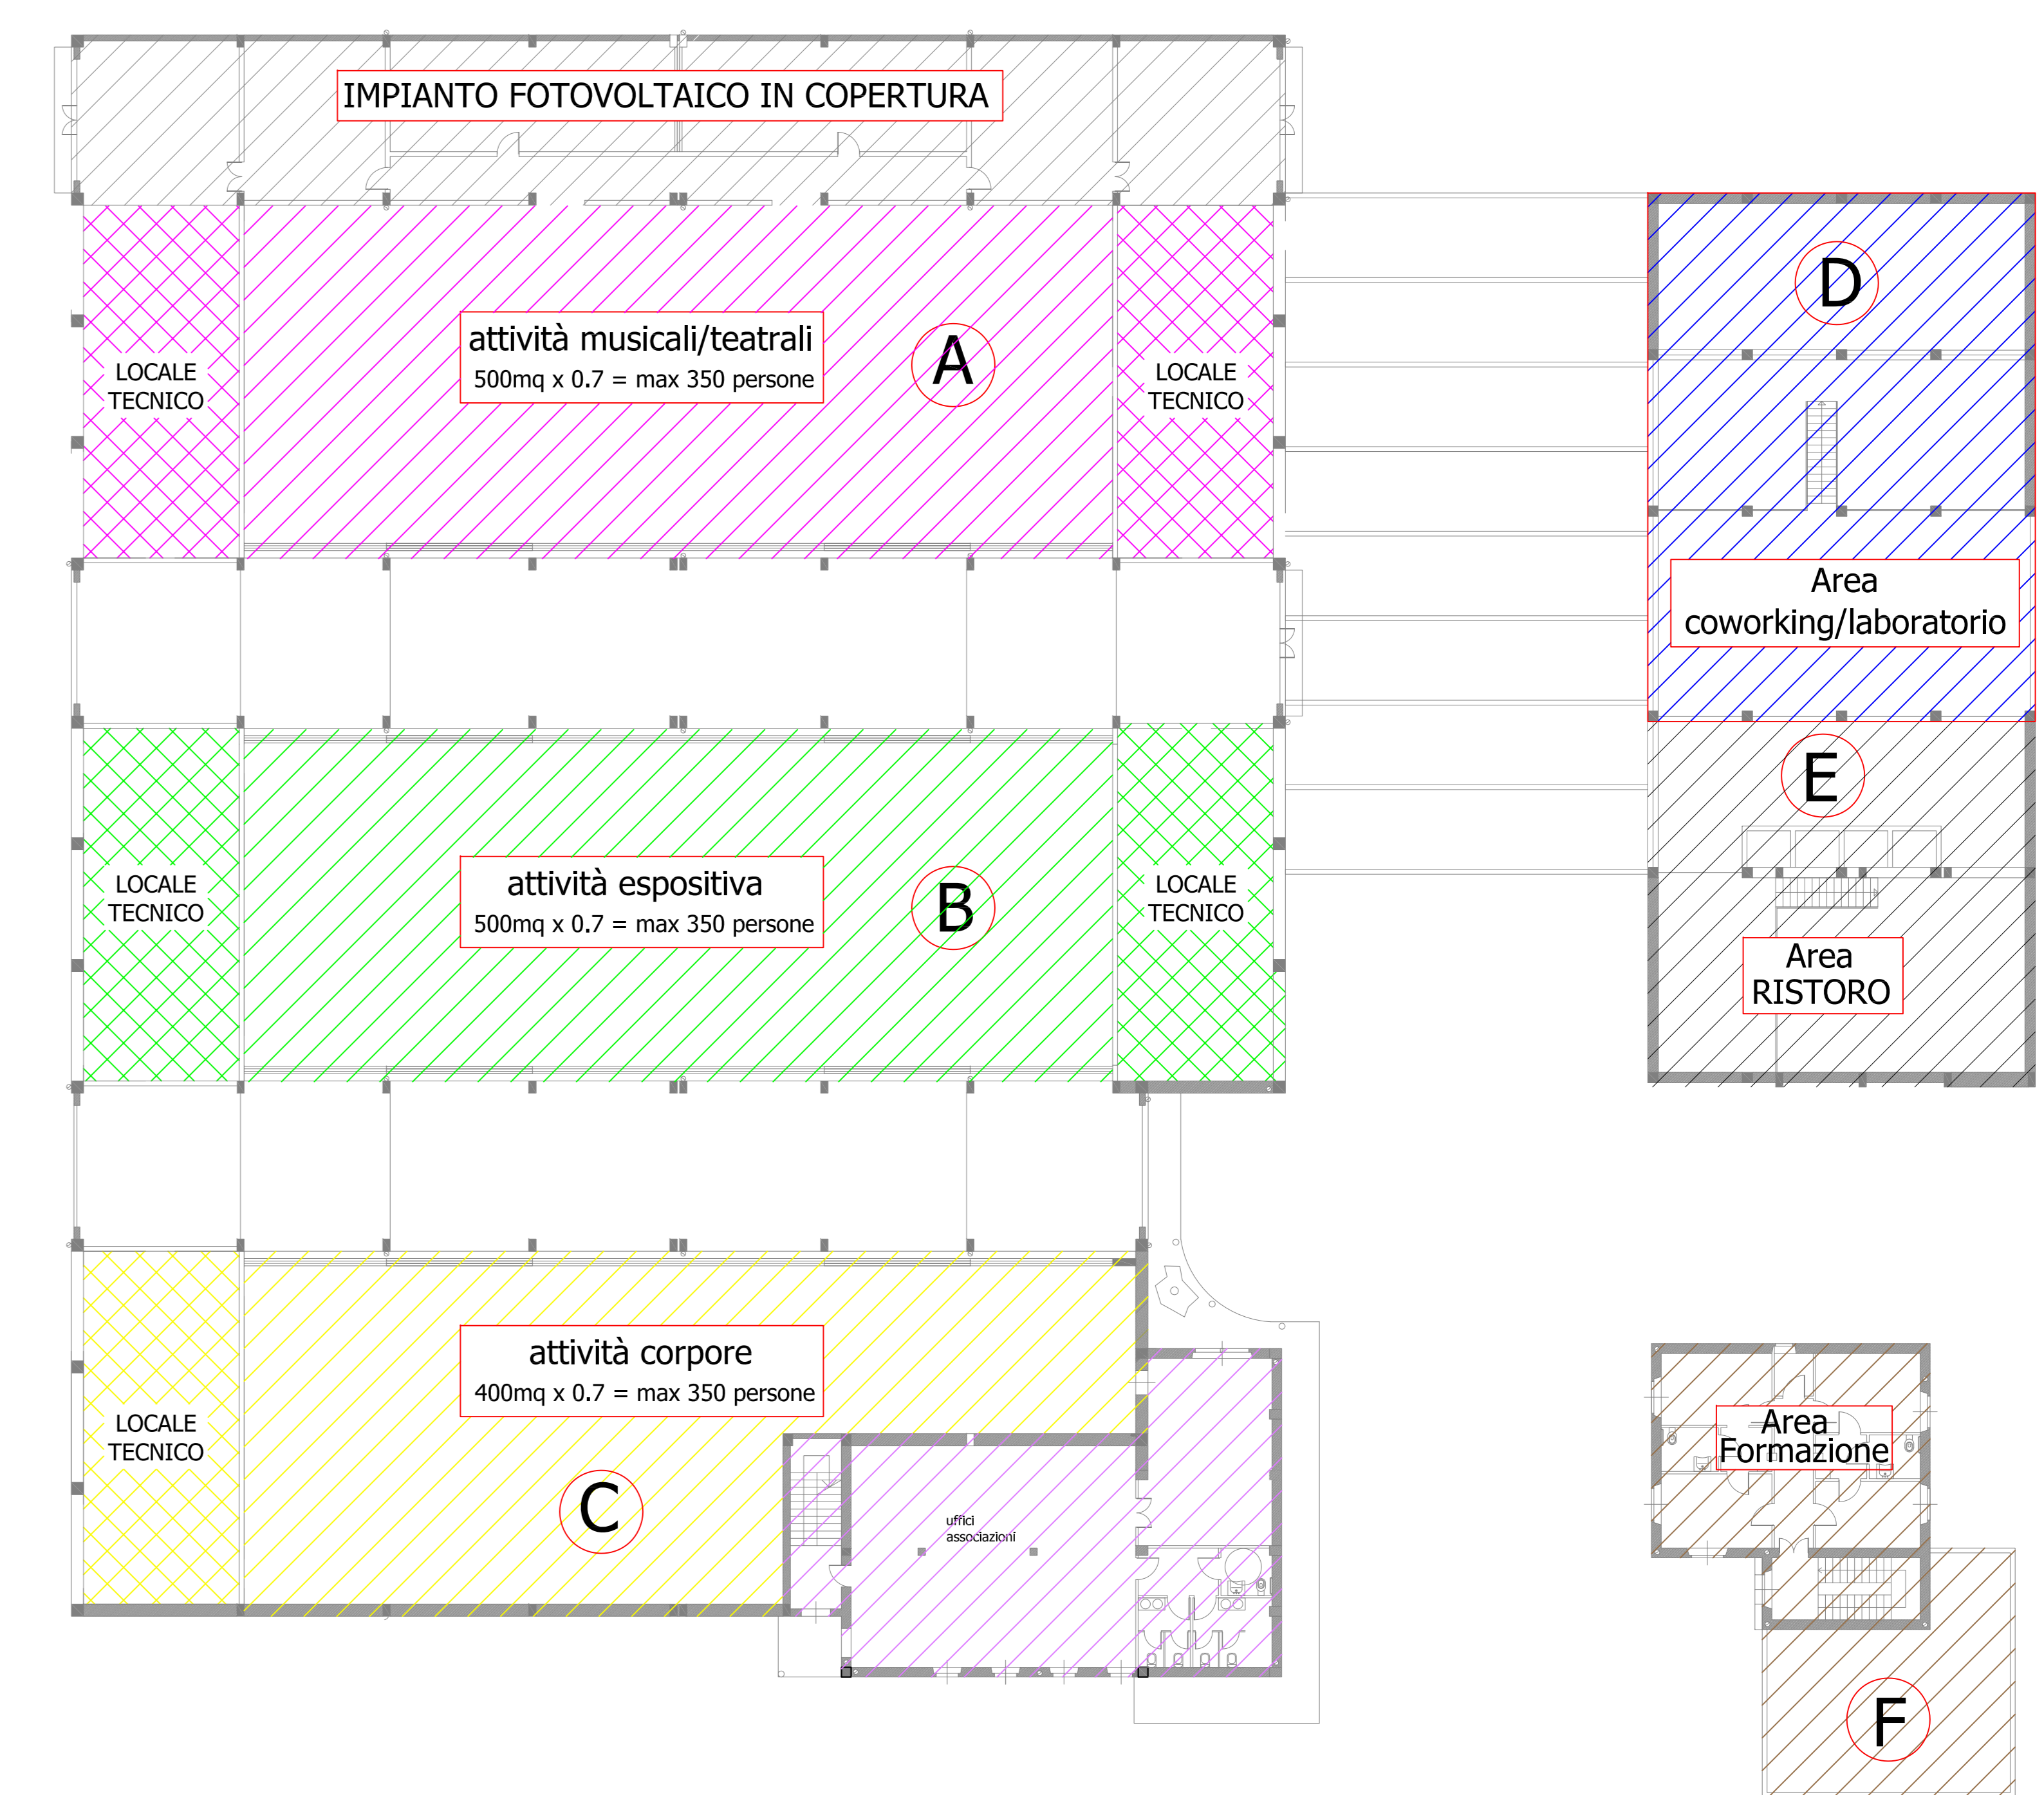 IMPIANTO FOTOVOLTAICO IN COPERTURA
D
attività musicali/teatrali
500mq x 0.7 = max 350 persone
A
LOCALE
TECNICO
LOCALE
TECNICO
Area
coworking/laboratorio
E
attività espositiva
500mq x 0.7 = max 350 persone
B
LOCALE
TECNICO
LOCALE
TECNICO
Area
RISTORO
attività corpore
400mq x 0.7 = max 350 persone
LOCALE
TECNICO
C
uffici
associazioni
Area
Formazione
F